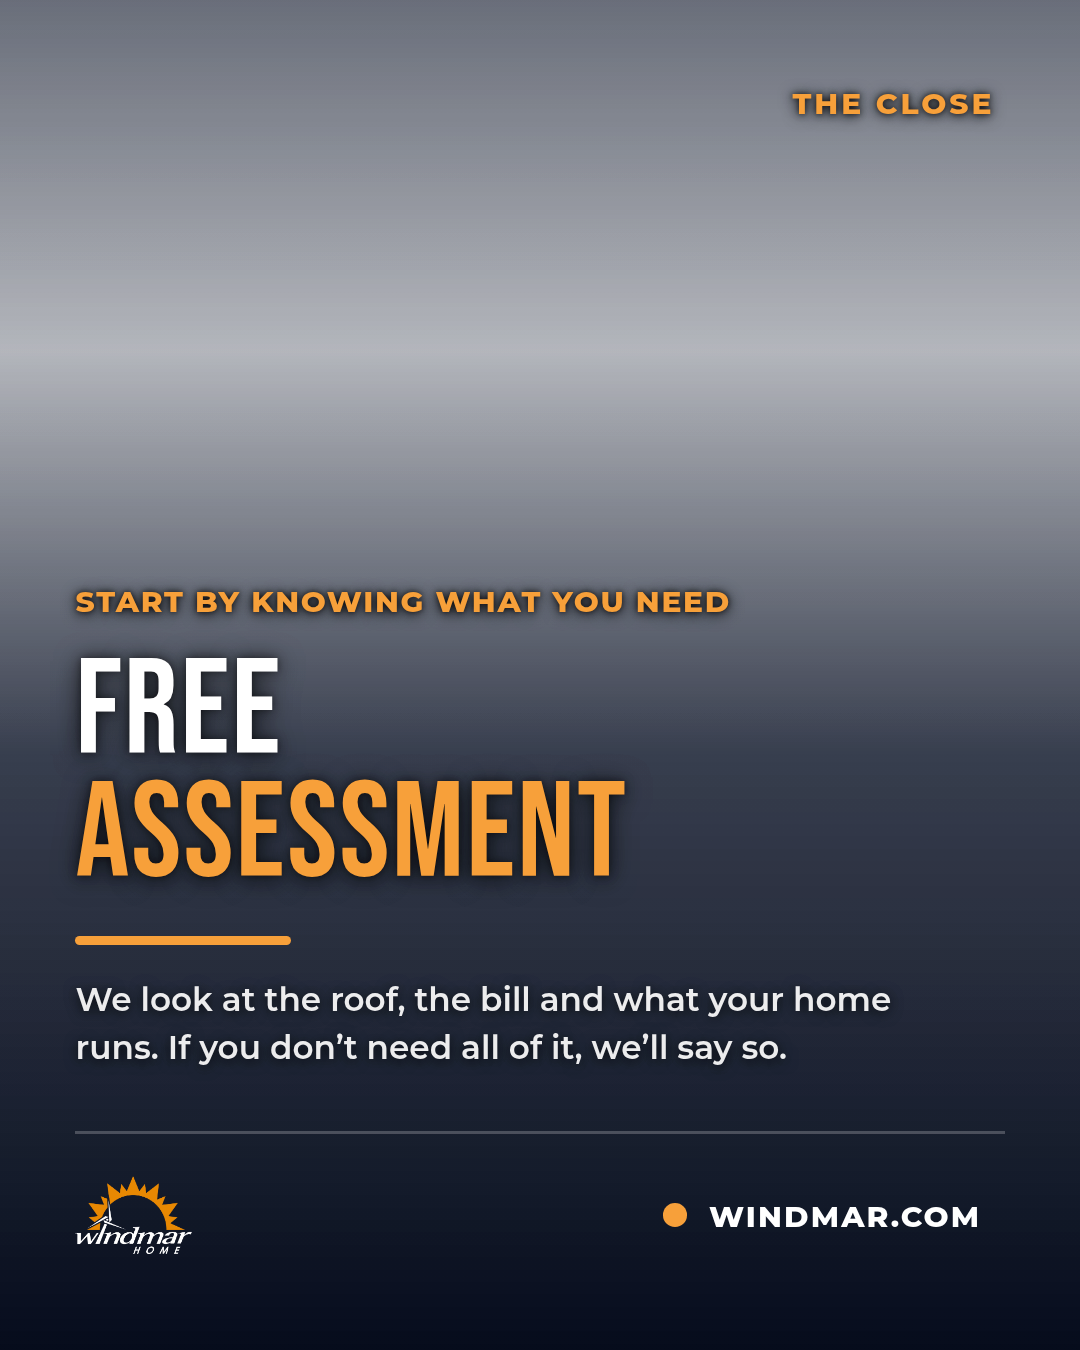 THE CLOSE
START BY KNOWING WHAT YOU NEED
FREE
ASSESSMENT
We look at the roof, the bill and what your home
runs. If you don’t need all of it, we’ll say so.
windmar
HOME
WINDMAR.COM